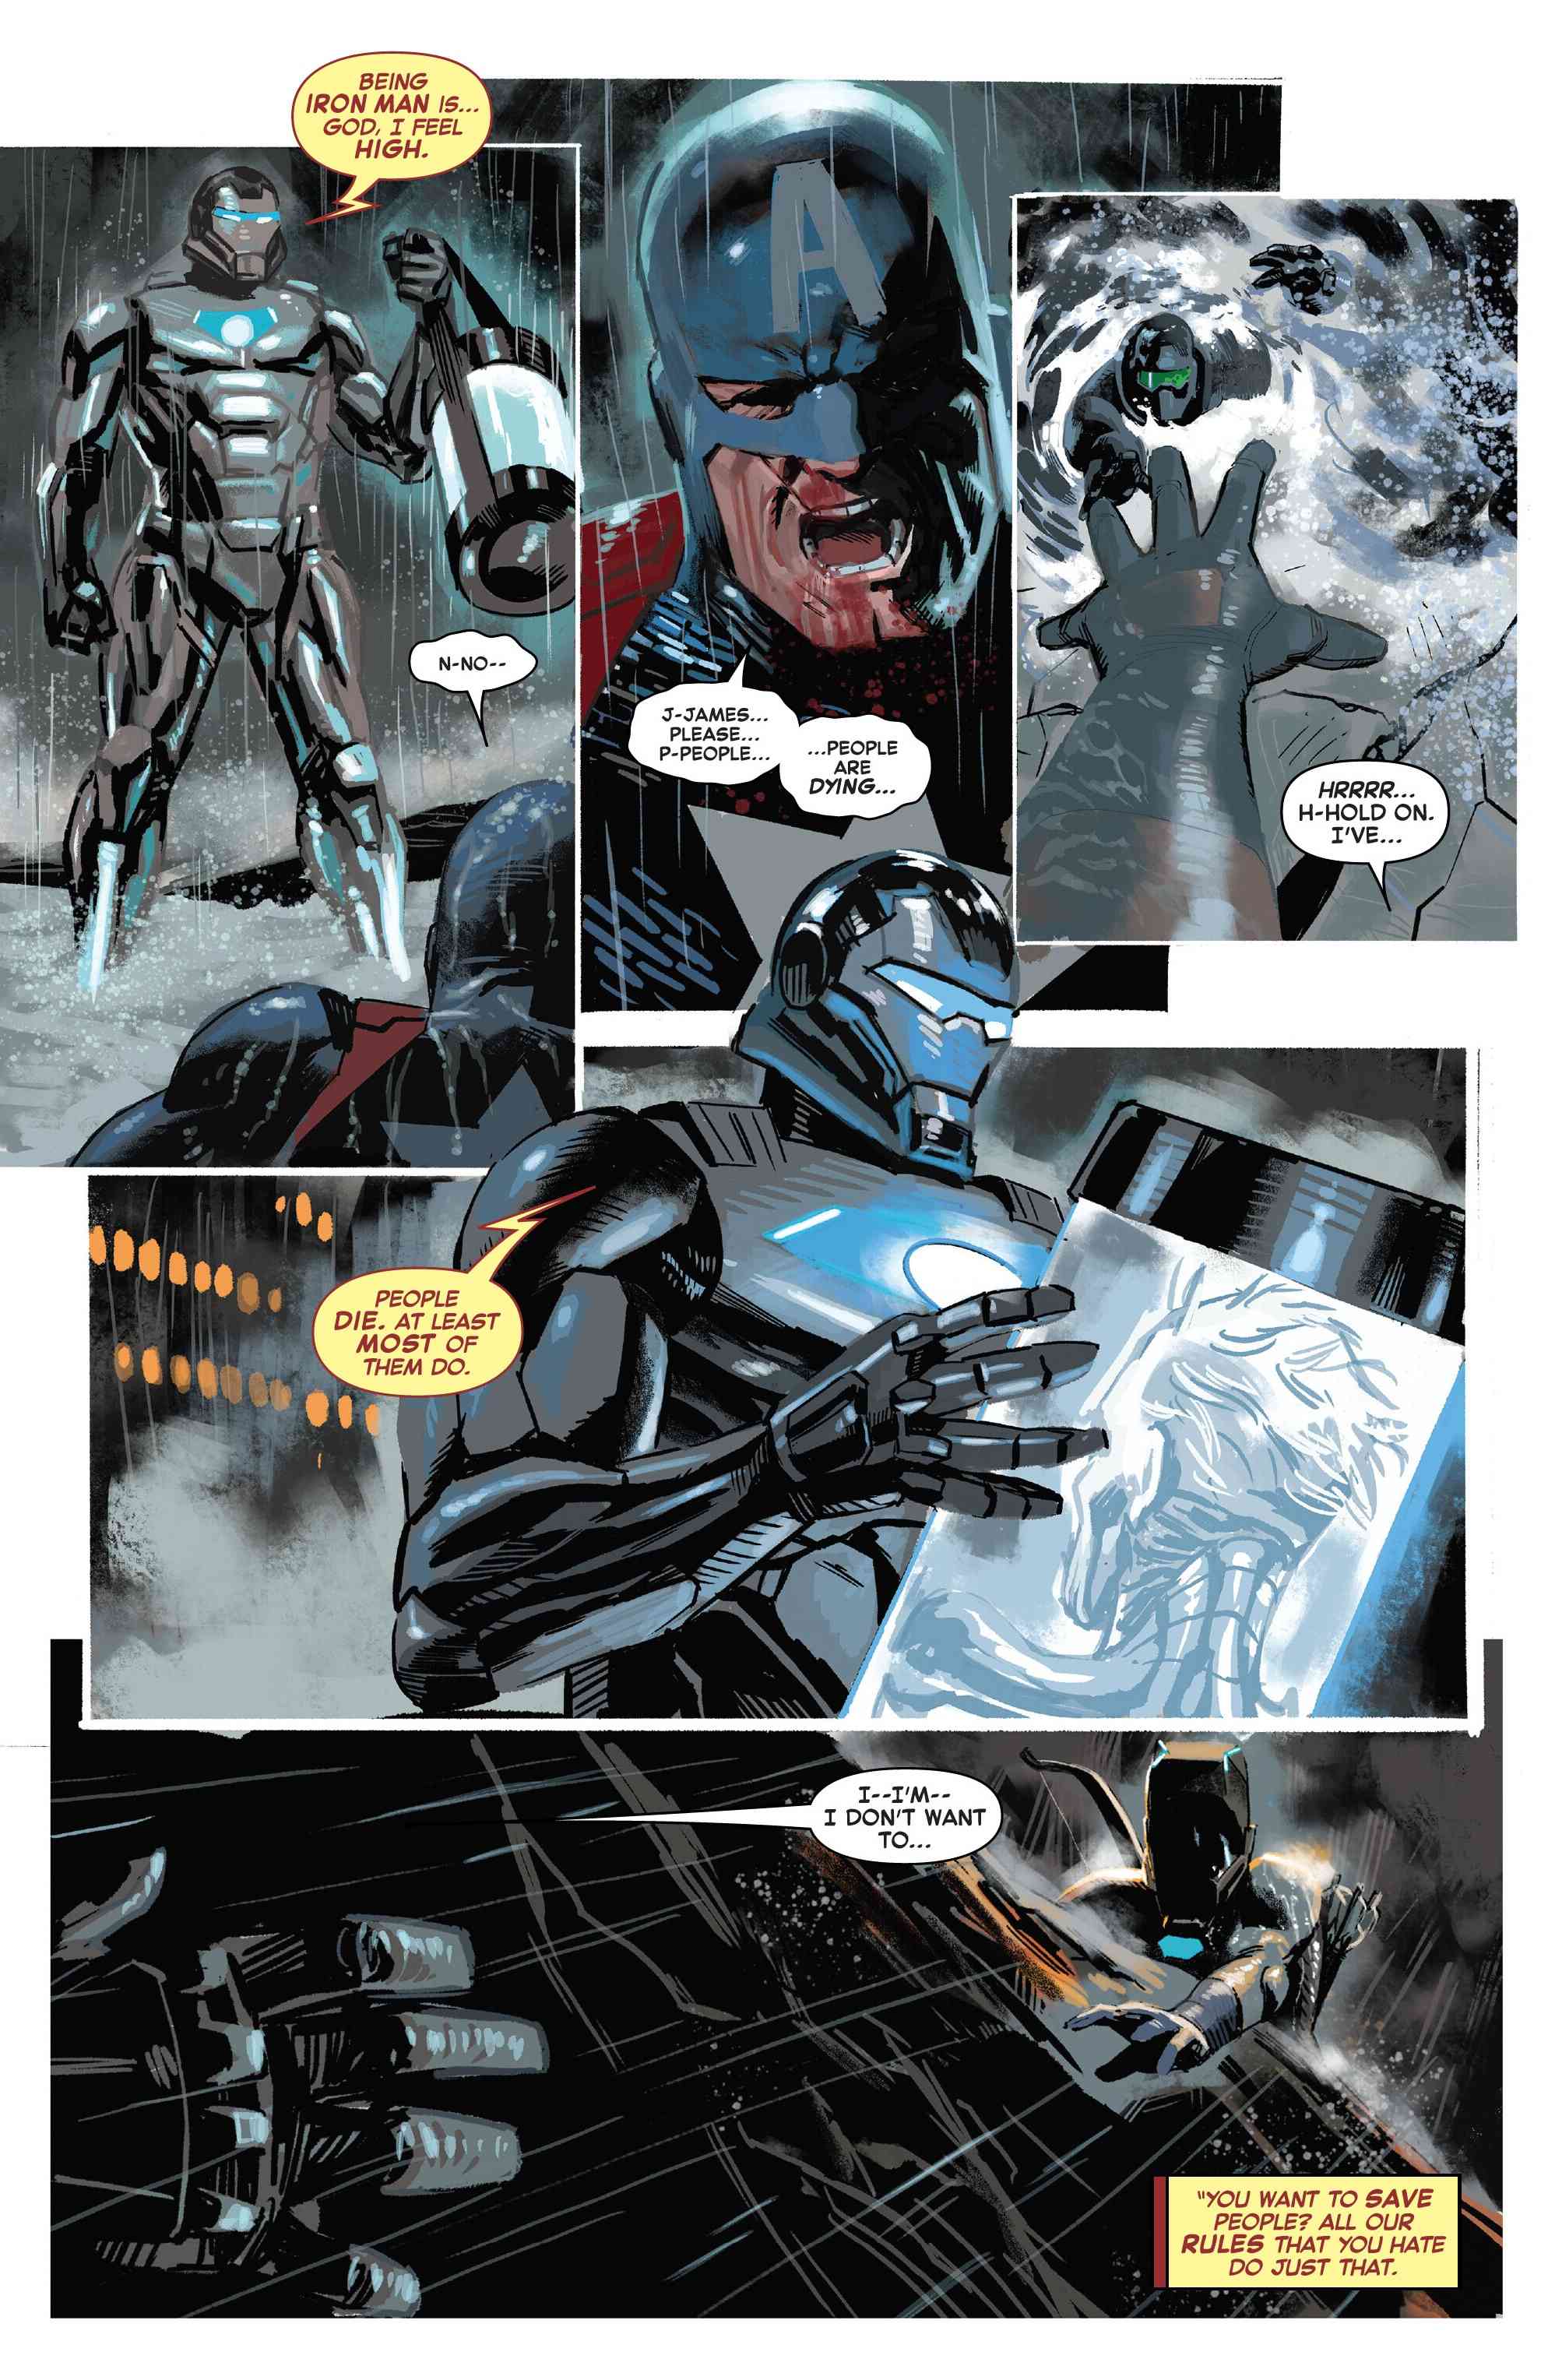 BEING
IRON MAN IS...
GOD, I FEEL
HIGH.
N-NO--
A
J-JAMES...
PLEASE...
P-PEOPLE...
...PEOPLE
ARE
DYING...
HRRRR...
H-HOLD ON.
I'VE...
PEOPLE
DIE. AT LEAST
MOST OF
THEM DO.
I--I'M--
I DON'T WANT
TO...
"YOU WANT TO SAVE
PEOPLE? ALL OUR
RULES THAT YOU HATE
DO JUST THAT.